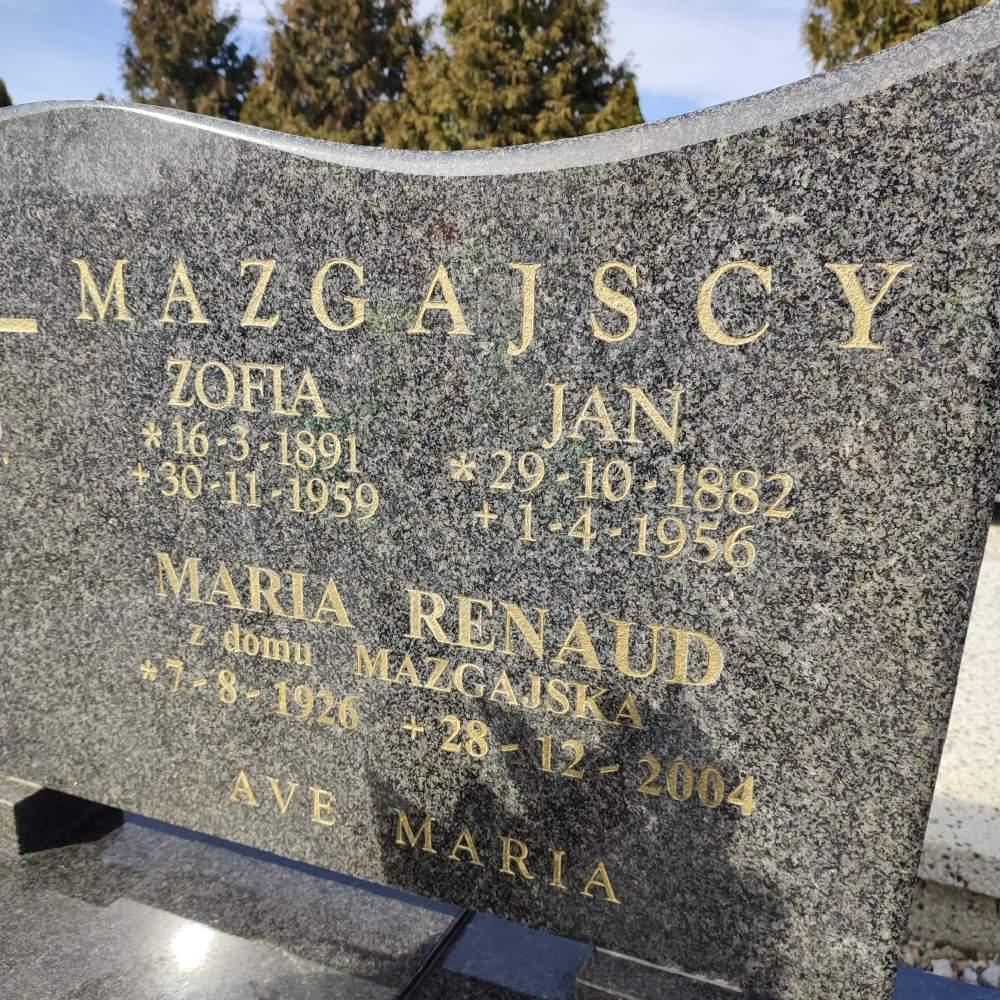 MAZGAJSCY
ZOFIA
*16-3-1891
+30-11-1959
JAN
*29-10-1882
+1-4-1956
MARIA RENAUD
z domu MAZGAJSKA
*7-8-1926 +28-12-2004
AVE MARIA